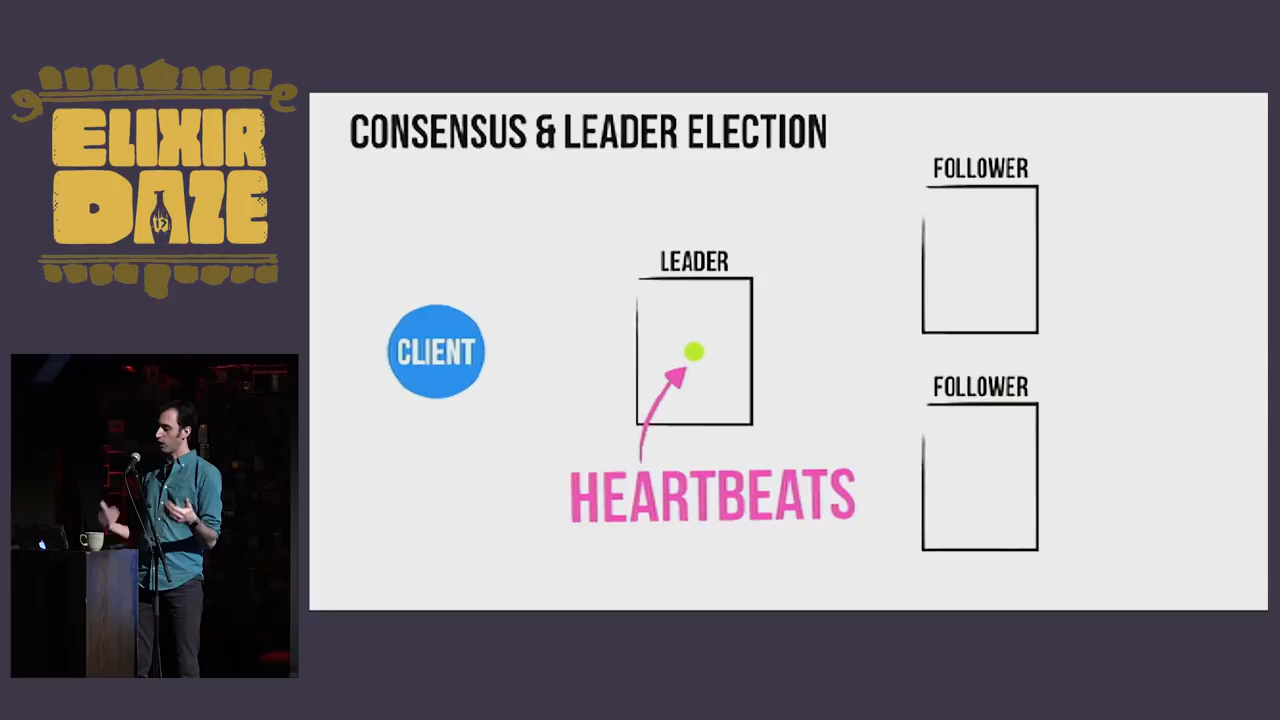 ELIXIR
DAZE
CONSENSUS & LEADER ELECTION
FOLLOWER
LEADER
CLIENT
FOLLOWER
HEARTBEATS